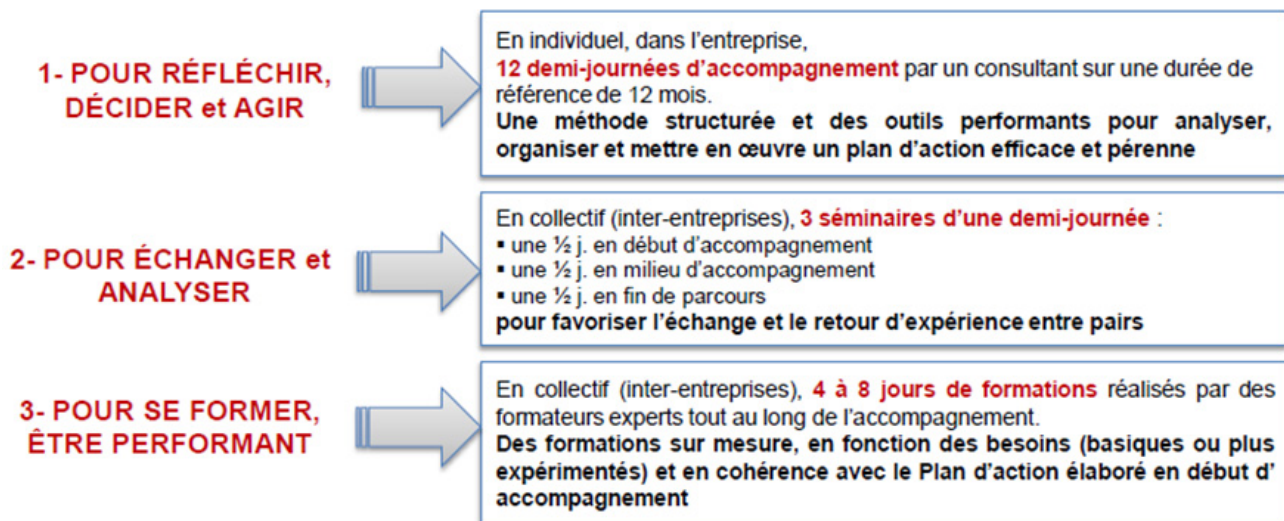 1- POUR RÉFLÉCHIR,
DÉCIDER et AGIR
En individuel, dans l'entreprise,
12 demi-journées d'accompagnement par un consultant sur une durée de
référence de 12 mois.
Une méthode structurée et des outils performants pour analyser,
organiser et mettre en œuvre un plan d'action efficace et pérenne
2- POUR ÉCHANGER et
ANALYSER
En collectif (inter-entreprises), 3 séminaires d'une demi-journée :
▪ une ½ j. en début d'accompagnement
▪ une ½ j. en milieu d'accompagnement
▪ une ½ j. en fin de parcours
pour favoriser l'échange et le retour d'expérience entre pairs
3- POUR SE FORMER,
ÊTRE PERFORMANT
En collectif (inter-entreprises), 4 à 8 jours de formations réalisés par des
formateurs experts tout au long de l'accompagnement.
Des formations sur mesure, en fonction des besoins (basiques ou plus
expérimentés) et en cohérence avec le Plan d'action élaboré en début d'
accompagnement